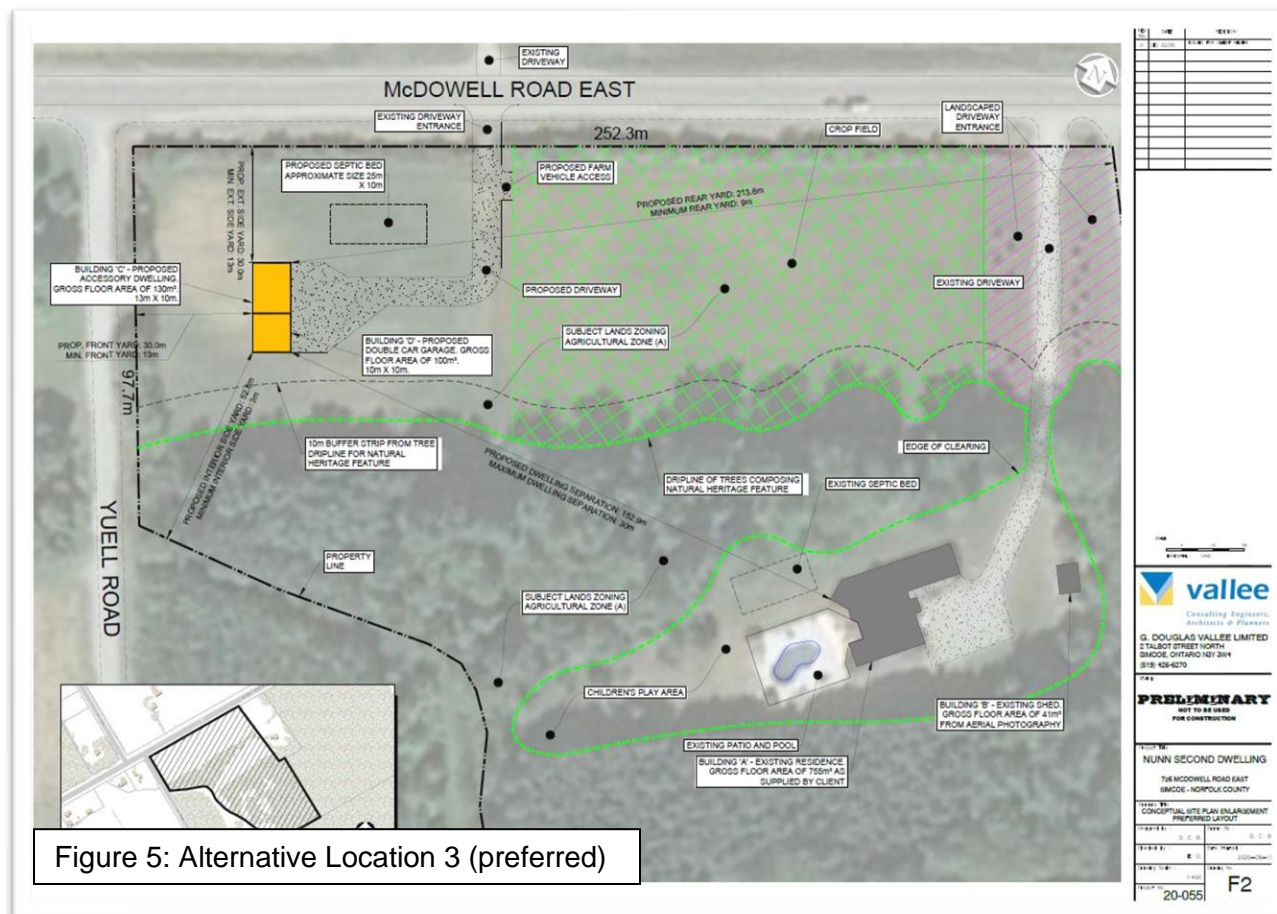 EXISTING
DRIVEWAY
McDOWELL ROAD EAST
EXISTING DRIVEWAY
ENTRANCE
252.3m
CROP FIELD
LANDSCAPED
DRIVEWAY
ENTRANCE
N
PROPOSED SEPTIC BED
APPROXIMATE SIZE 25m
X 10m
PROPOSED FARM
VEHICLE ACCESS
PROP. EXT. SIDE YARD: 30.0m
MIN. EXT. SIDE YARD: 13m
PROPOSED REAR YARD: 213.6m
MINIMUM REAR YARD: 9m
BUILDING 'C' - PROPOSED
ACCESSORY DWELLING.
GROSS FLOOR AREA OF 130m².
13m X 10m.
PROPOSED DRIVEWAY
EXISTING DRIVEWAY
PROP. FRONT YARD: 30.0m
MIN. FRONT YARD: 13m
BUILDING 'D' - PROPOSED
DOUBLE CAR GARAGE. GROSS
FLOOR AREA OF 100m².
10m X 10m.
SUBJECT LANDS ZONING
AGRICULTURAL ZONE (A)
97.7m
PROPOSED INTERIOR SIDE YARD:
MINIMUM INTERIOR SIDE YARD: 3m
10m BUFFER STRIP FROM TREE
DRIPLINE FOR NATURAL
HERITAGE FEATURE
PROPOSED DWELLING SEPARATION: 152.9m
MAXIMUM DWELLING SEPARATION: 30m
EDGE OF CLEARING
DRIPLINE OF TREES COMPOSING
NATURAL HERITAGE FEATURE
EXISTING SEPTIC BED
YUELL ROAD
PROPERTY
LINE
SUBJECT LANDS ZONING
AGRICULTURAL ZONE (A)
CHILDREN'S PLAY AREA
BUILDING 'B' - EXISTING SHED.
GROSS FLOOR AREA OF 41m²
FROM AERIAL PHOTOGRAPHY
EXISTING PATIO AND POOL
BUILDING 'A' - EXISTING RESIDENCE.
GROSS FLOOR AREA OF 755m² AS
SUPPLIED BY CLIENT
Figure 5: Alternative Location 3 (preferred)
DATE
vallee
Consulting Engineers,
Architects & Planners
G. DOUGLAS VALLEE LIMITED
2 TALBOT STREET NORTH
SIMCOE, ONTARIO N3Y 3W4
(519) 426-6270
PRELIMINARY
NOT TO BE USED
FOR CONSTRUCTION
NUNN SECOND DWELLING
726 MCDOWELL ROAD EAST
SIMCOE - NORFOLK COUNTY
CONCEPTUAL SITE PLAN ENLARGEMENT
PREFERRED LAYOUT
20-055
F2